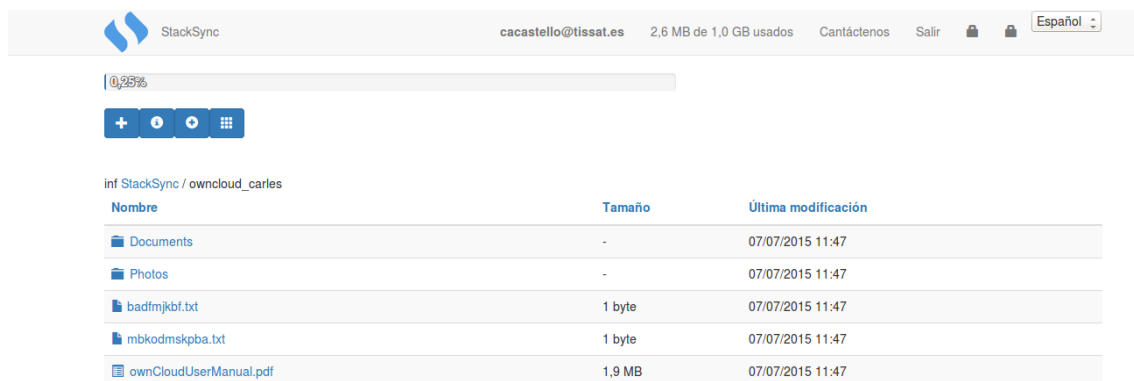 StackSync cacastello@tissat.es 2,6 MB de 1,0 GB usados Cantáctenos Salir Español
0,25%
inf StackSync / owncloud_carles
Nombre Tamaño Última modificación
Documents - 07/07/2015 11:47
Photos - 07/07/2015 11:47
badfmjkbf.txt 1 byte 07/07/2015 11:47
mbkodmskpba.txt 1 byte 07/07/2015 11:47
ownCloudUserManual.pdf 1,9 MB 07/07/2015 11:47